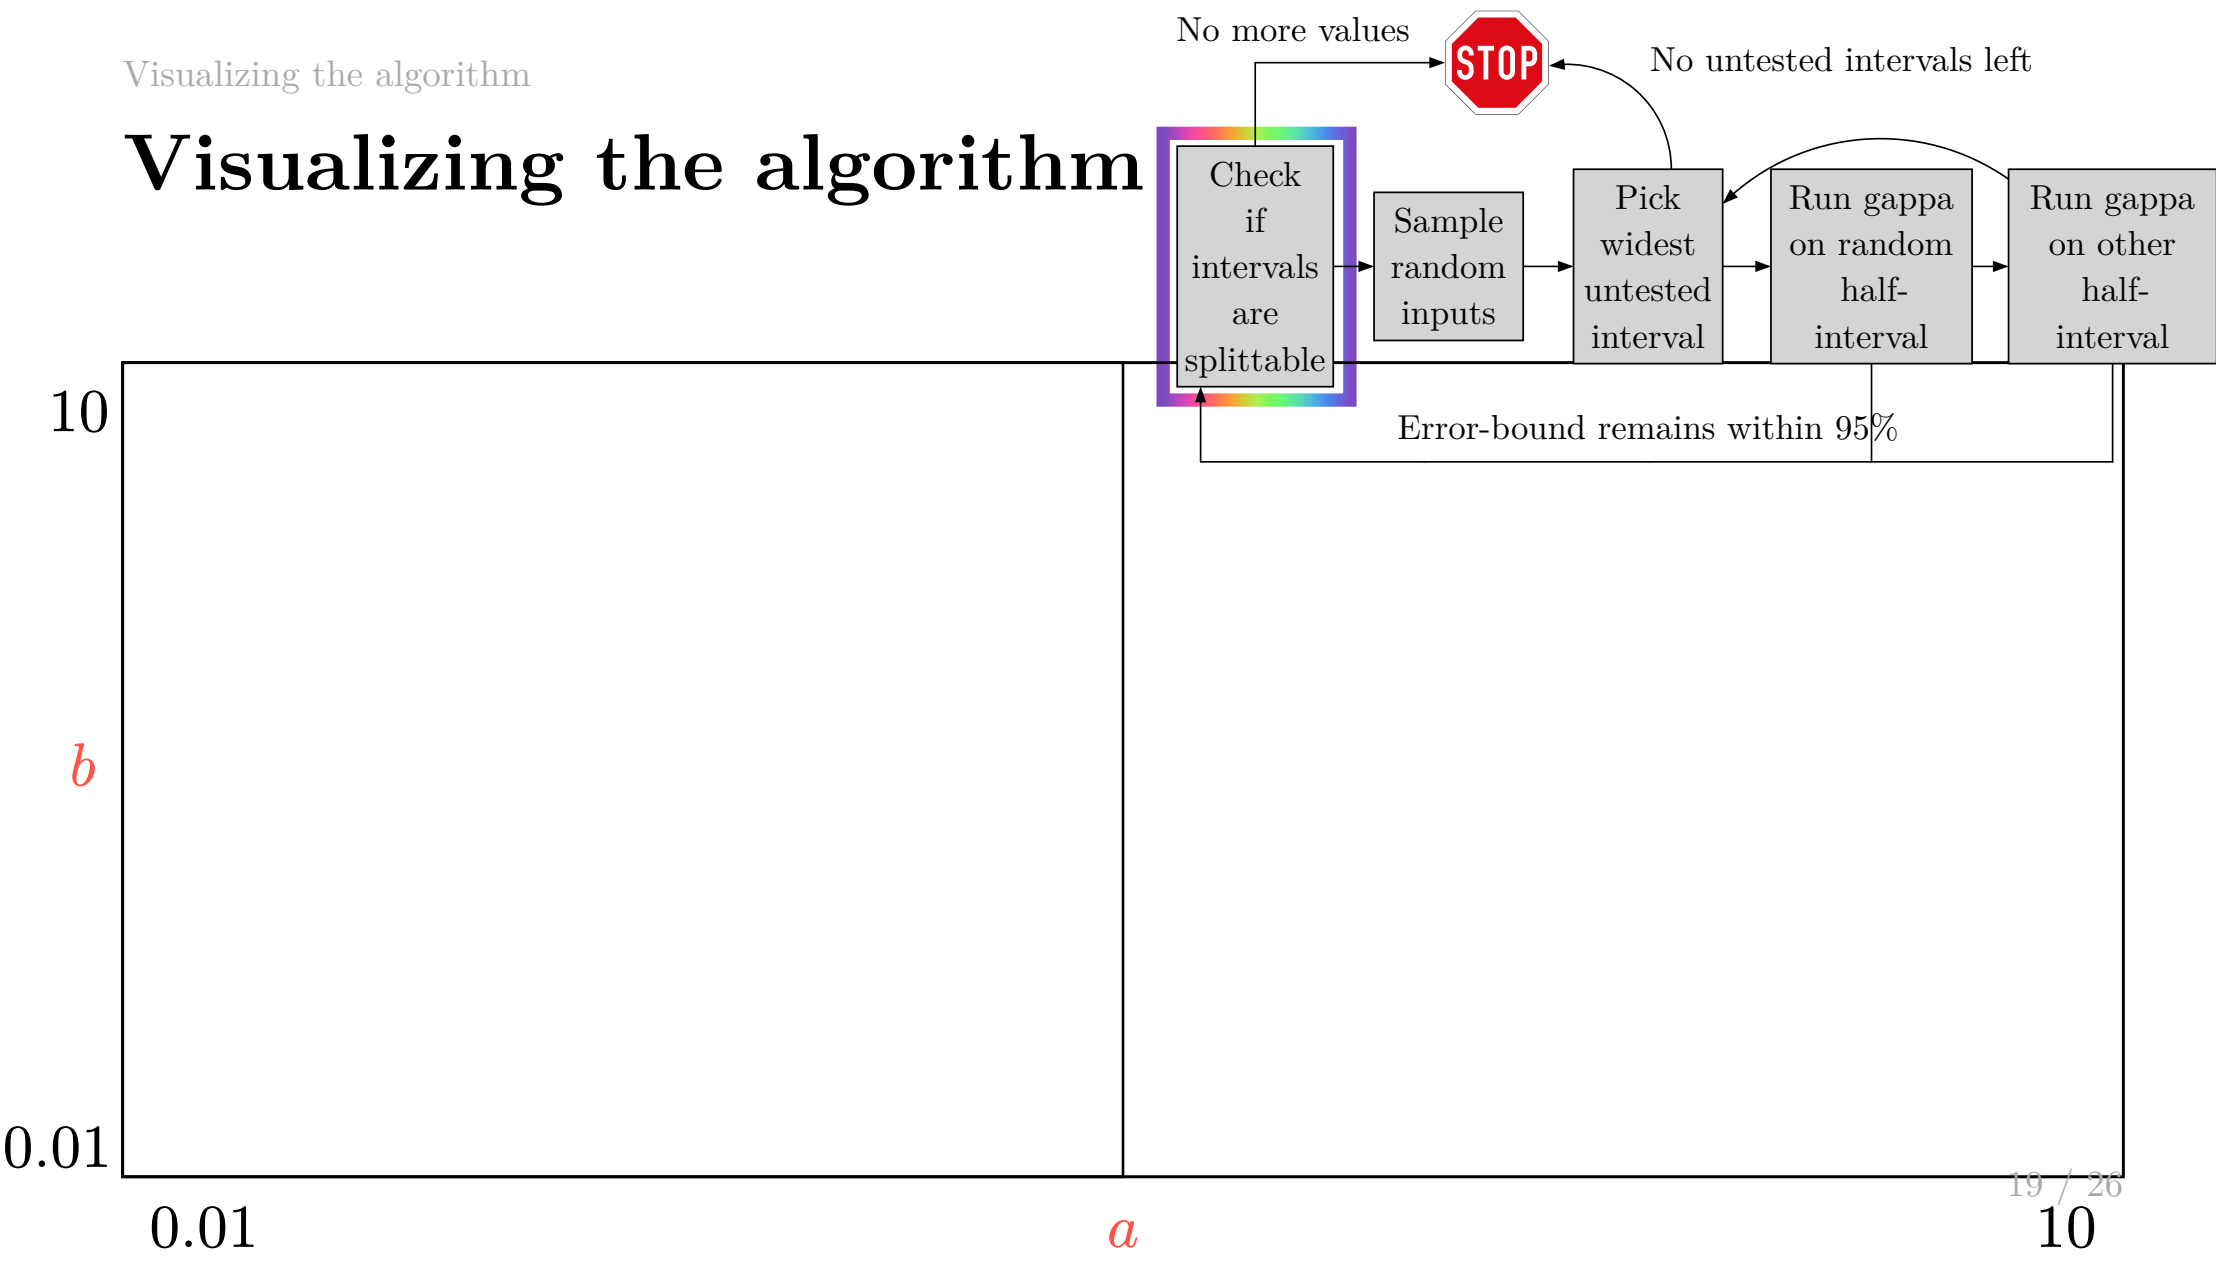 Visualizing the algorithm
Visualizing the algorithm
No more values
STOP
No untested intervals left
Check
if
intervals
are
splittable
Sample
random
inputs
Pick
widest
untested
interval
Run gappa
on random
half-
interval
Run gappa
on other
half-
interval
Error-bound remains within 95%
10
b
0.01
0.01
a
10
19 / 26